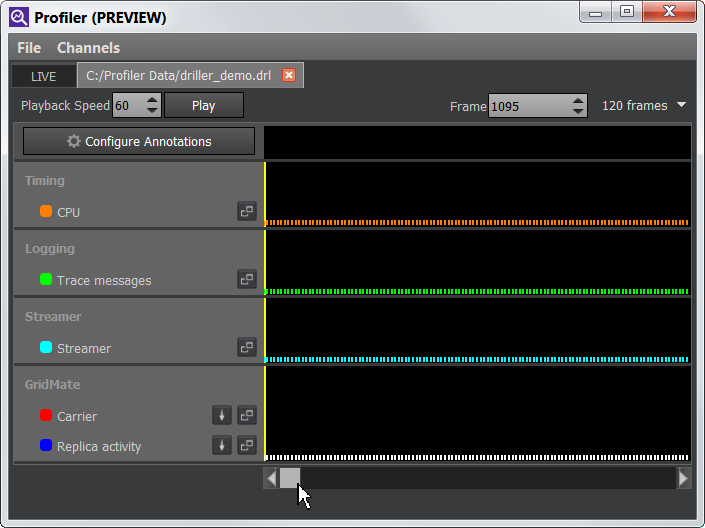 Profiler (PREVIEW)
File Channels
LIVE C:/Profiler Data/driller_demo.drl
Playback Speed 60 Play Frame 1095 120 frames
Configure Annotations
Timing
CPU
Logging
Trace messages
Streamer
Streamer
GridMate
Carrier
Replica activity